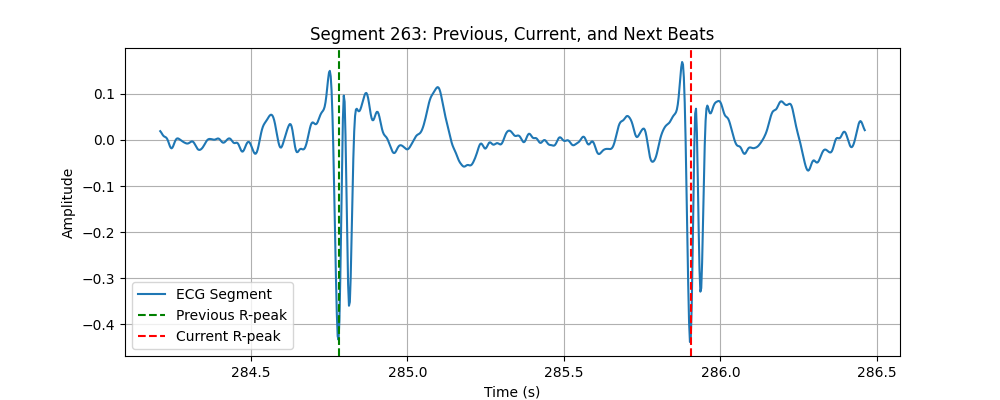 Segment 263: Previous, Current, and Next Beats
Amplitude
0.1
0.0
−0.1
−0.2
−0.3
−0.4
ECG Segment
Previous R-peak
Current R-peak
284.5 285.0 285.5 286.0 286.5
Time (s)